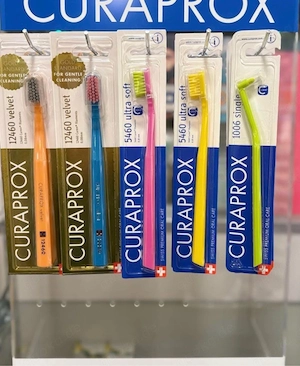 CURAPROX
STANDARD
FOR GENTLE
CLEANING
12460 velvet
CURAPROX
FOR GENTLE
CLEANING
12460 velvet
CURAPROX
5460 ultra soft
CURAPROX
SWISS PREMIUM ORAL CARE
5460 ultra soft
CURAPROX
SWISS PREMIUM ORAL CARE
1006 single
CURAPROX
SWISS PREMIUM ORAL CARE